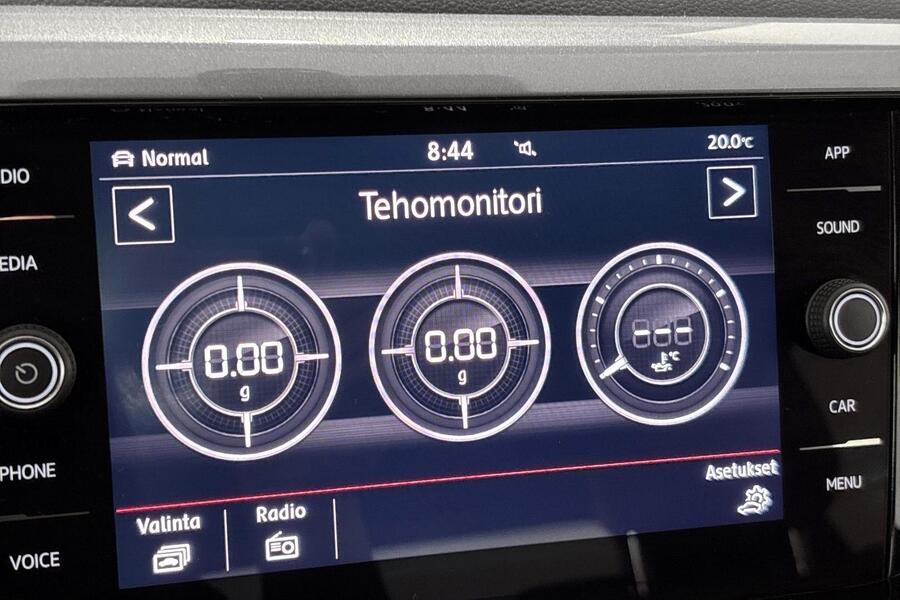 Normal 8:44 20.0°C
Tehomonitori
0.00 g
0.00 g
--- °C
Valinta
Radio
Asetukset
DIO
EDIA
PHONE
VOICE
APP
SOUND
CAR
MENU